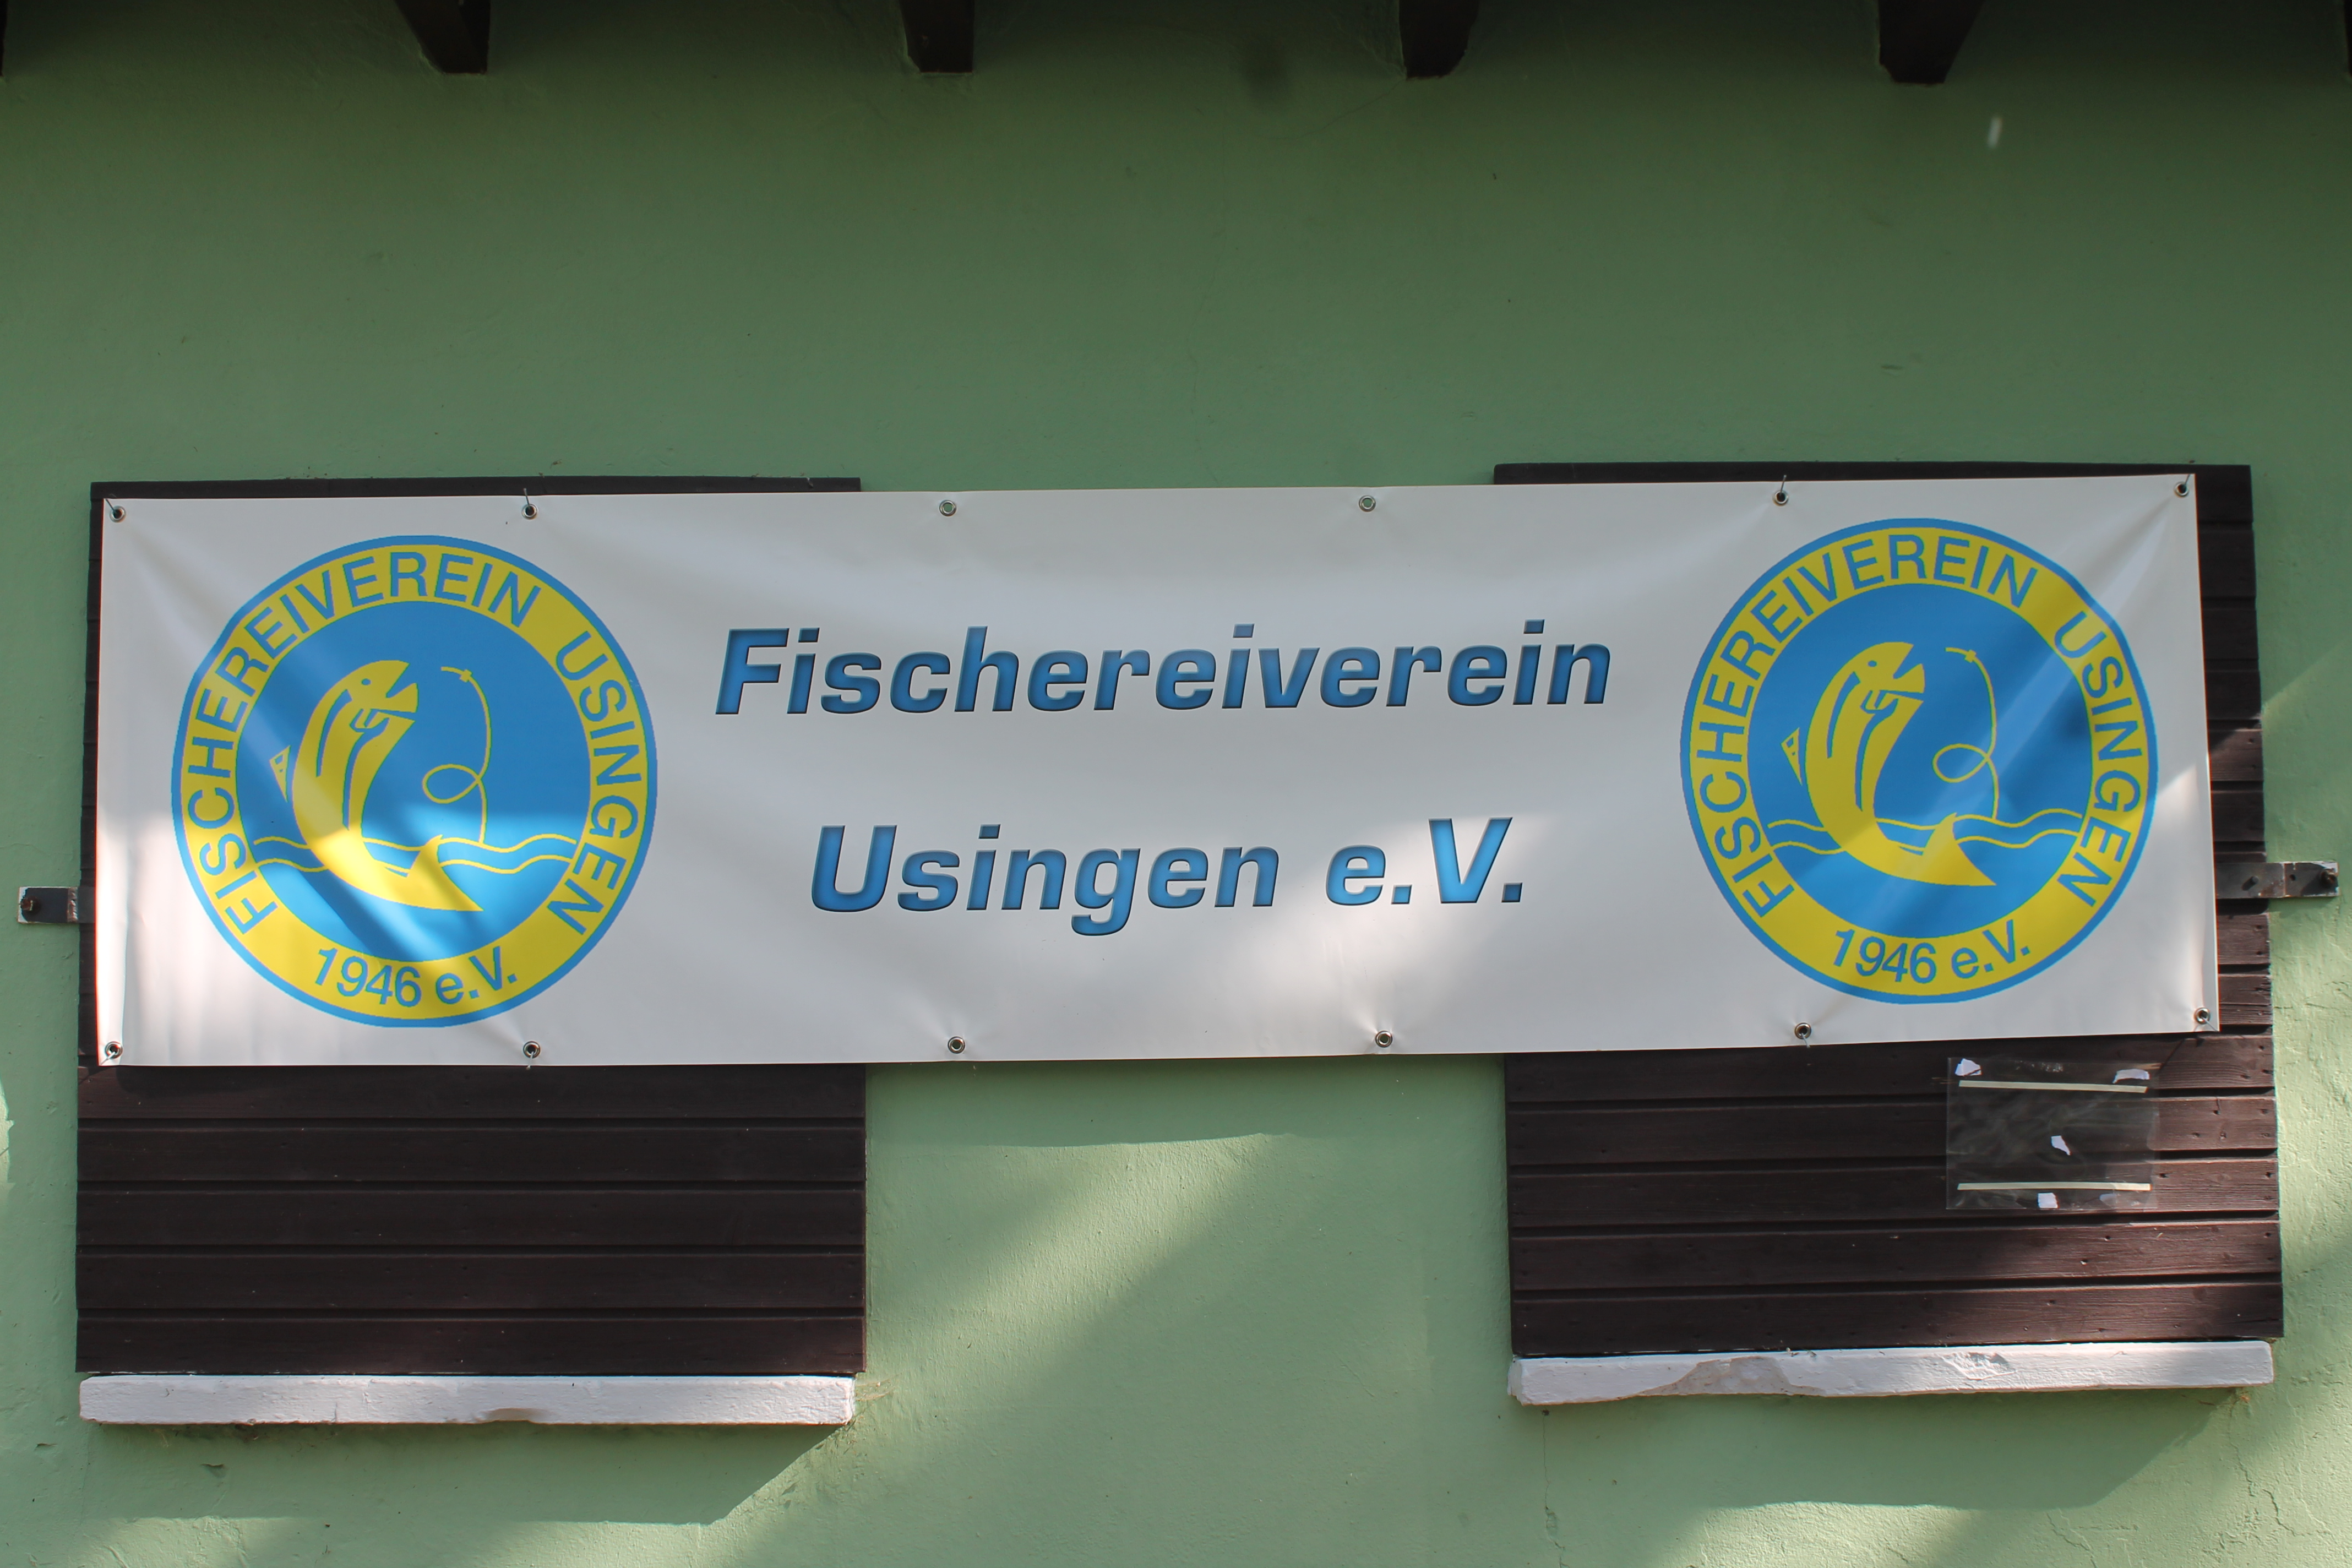 FISCHEREIVEREIN USINGEN
1946 e.V.
Fischereiverein
Usingen e.V.
FISCHEREIVEREIN USINGEN
1946 e.V.